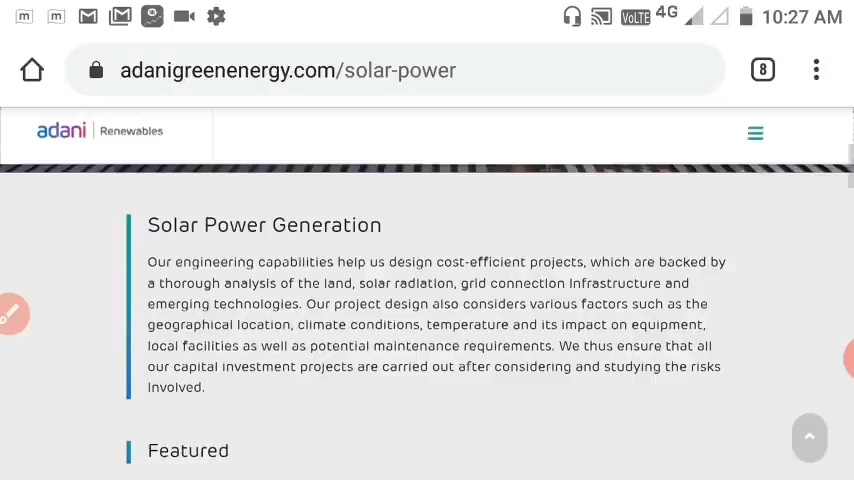 m m M M VoLTE 4G 10:27 AM
adanigreenenergy.com/solar-power 8
adani | Renewables
Solar Power Generation
Our engineering capabilities help us design cost-efficient projects, which are backed by
a thorough analysis of the land, solar radiation, grid connection infrastructure and
emerging technologies. Our project design also considers various factors such as the
geographical location, climate conditions, temperature and its impact on equipment,
local facilities as well as potential maintenance requirements. We thus ensure that all
our capital investment projects are carried out after considering and studying the risks
involved.
Featured